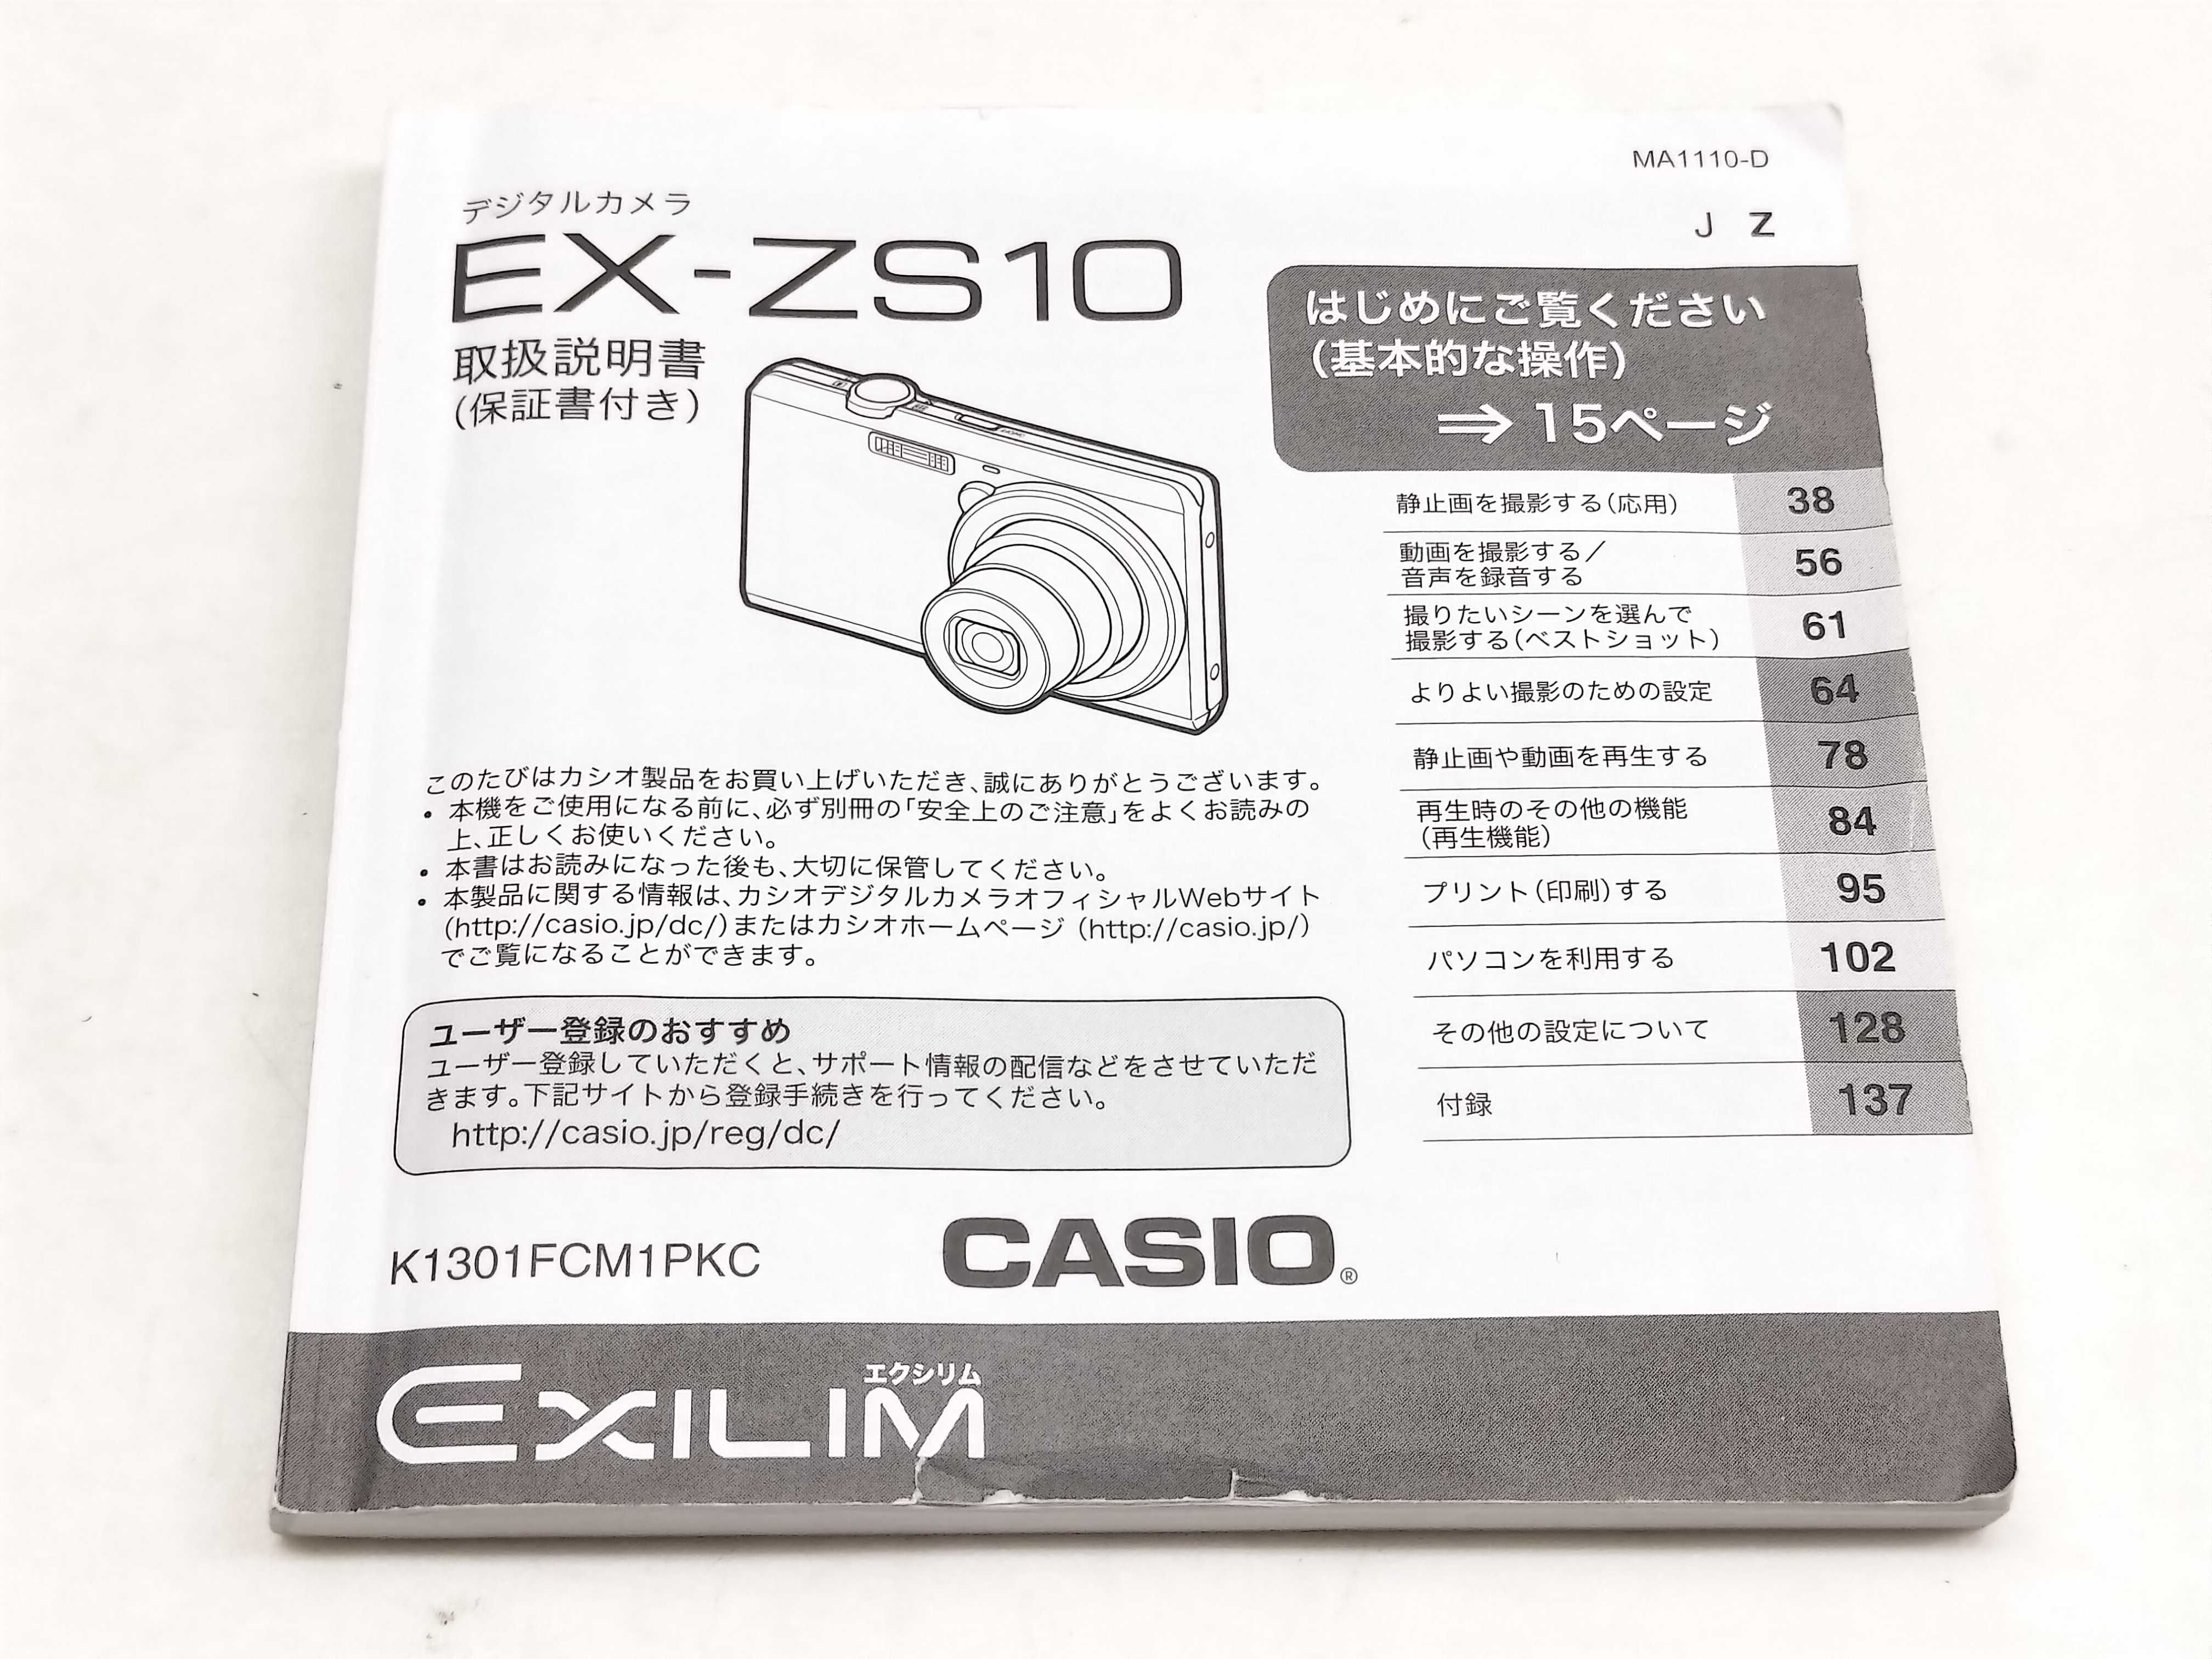 MA1110-D
J Z
デジタルカメラ
EX-ZS10
取扱説明書
(保証書付き)
はじめにご覧ください
(基本的な操作)
⇒ 15ページ
静止画を撮影する(応用) 38
動画を撮影する／
音声を録音する 56
撮りたいシーンを選んで
撮影する(ベストショット) 61
よりよい撮影のための設定 64
静止画や動画を再生する 78
再生時のその他の機能
(再生機能) 84
プリント(印刷)する 95
パソコンを利用する 102
その他の設定について 128
付録 137
このたびはカシオ製品をお買い上げいただき、誠にありがとうございます。
• 本機をご使用になる前に、必ず別冊の「安全上のご注意」をよくお読みの
上、正しくお使いください。
• 本書はお読みになった後も、大切に保管してください。
• 本製品に関する情報は、カシオデジタルカメラオフィシャルWebサイト
(http://casio.jp/dc/)またはカシオホームページ (http://casio.jp/)
でご覧になることができます。
ユーザー登録のおすすめ
ユーザー登録していただくと、サポート情報の配信などをさせていただ
きます。下記サイトから登録手続きを行ってください。
http://casio.jp/reg/dc/
K1301FCM1PKC
CASIO®
エクシリム
EXILIM